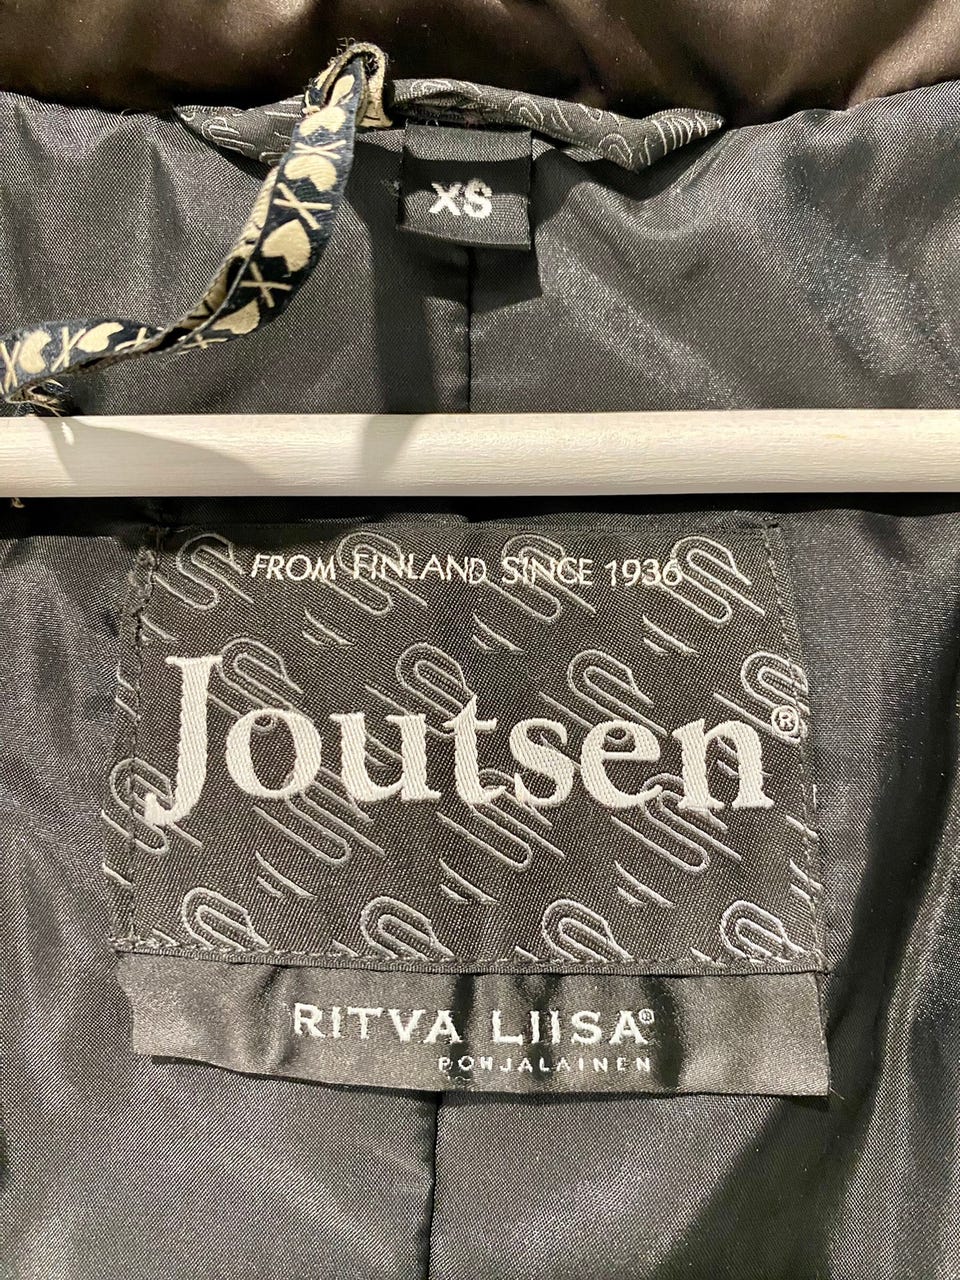 XS
FROM FINLAND SINCE 1936
Joutsen®
RITVA LIISA®
POHJALAINEN